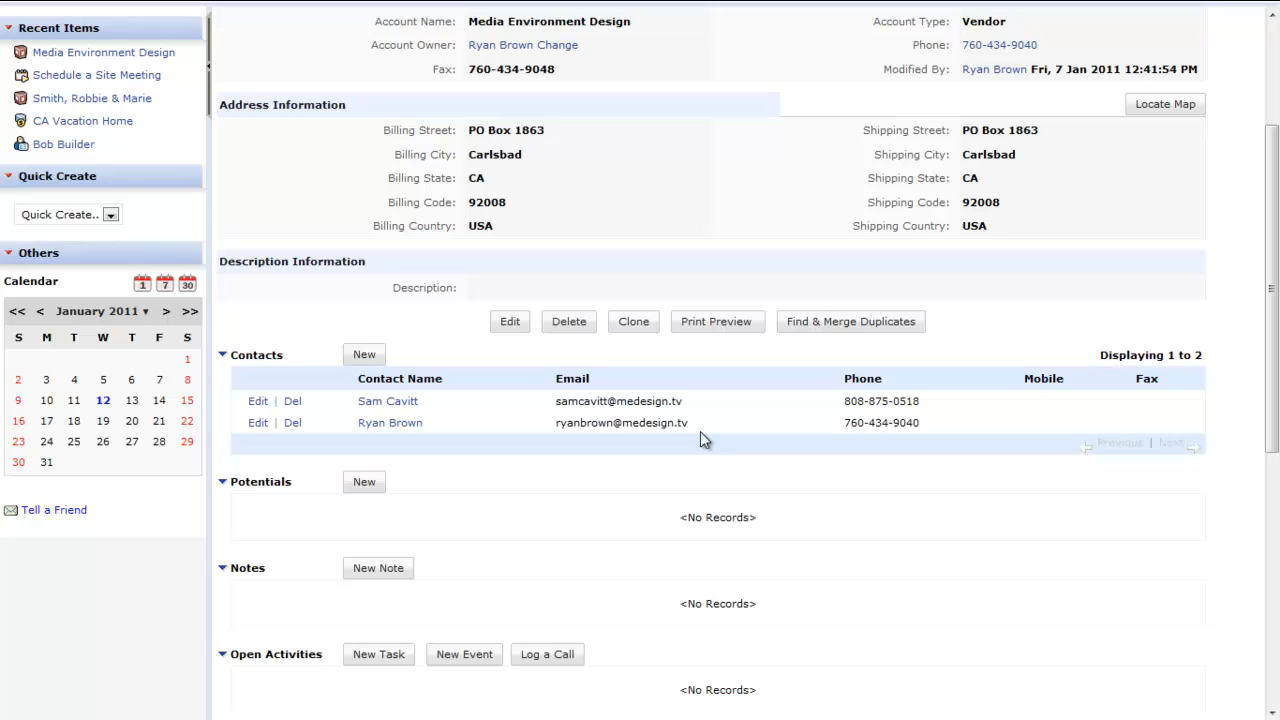 Recent Items
Media Environment Design
Schedule a Site Meeting
Smith, Robbie & Marie
CA Vacation Home
Bob Builder
Quick Create
Quick Create..
Others
Calendar 1 7 30
<< < January 2011 ▾ > >>
S M T W T F S
1
2 3 4 5 6 7 8
9 10 11 12 13 14 15
16 17 18 19 20 21 22
23 24 25 26 27 28 29
30 31
Tell a Friend
Account Name: Media Environment Design Account Type: Vendor
Account Owner: Ryan Brown Change Phone: 760-434-9040
Fax: 760-434-9048 Modified By: Ryan Brown Fri, 7 Jan 2011 12:41:54 PM
Address Information Locate Map
Billing Street: PO Box 1863 Shipping Street: PO Box 1863
Billing City: Carlsbad Shipping City: Carlsbad
Billing State: CA Shipping State: CA
Billing Code: 92008 Shipping Code: 92008
Billing Country: USA Shipping Country: USA
Description Information
Description:
Edit Delete Clone Print Preview Find & Merge Duplicates
Contacts New Displaying 1 to 2
Contact Name Email Phone Mobile Fax
Edit | Del Sam Cavitt samcavitt@medesign.tv 808-875-0518
Edit | Del Ryan Brown ryanbrown@medesign.tv 760-434-9040
Previous | Next
Potentials New
<No Records>
Notes New Note
<No Records>
Open Activities New Task New Event Log a Call
<No Records>